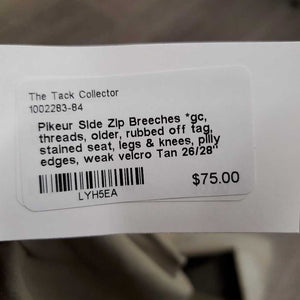 The Tack Collector
1002283-84
Pikeur Side Zip Breeches *gc,
threads, older, rubbed off tag,
stained seat, legs & knees, pilly
edges, weak velcro Tan 26/28"
LYH5EA
$75.00